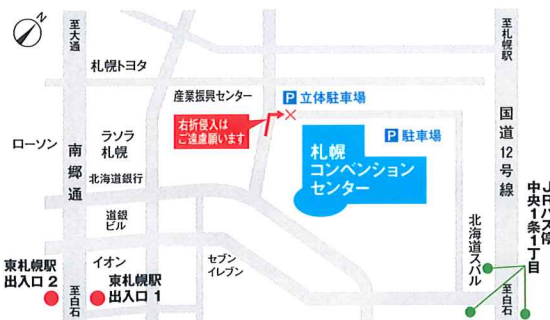 N
至大通
至札幌駅
札幌トヨタ
産業振興センター
P 立体駐車場
右折侵入は
ご遠慮願います
P 駐車場
国道12号線
ローソン
南郷通
ラソラ
札幌
札幌
コンベンション
センター
北海道銀行
道銀
ビル
北海道スバル
JRバス停
中央1条1丁目
セブン
イレブン
東札幌駅
出入口 2
イオン
東札幌駅
出入口 1
至白石
至白石